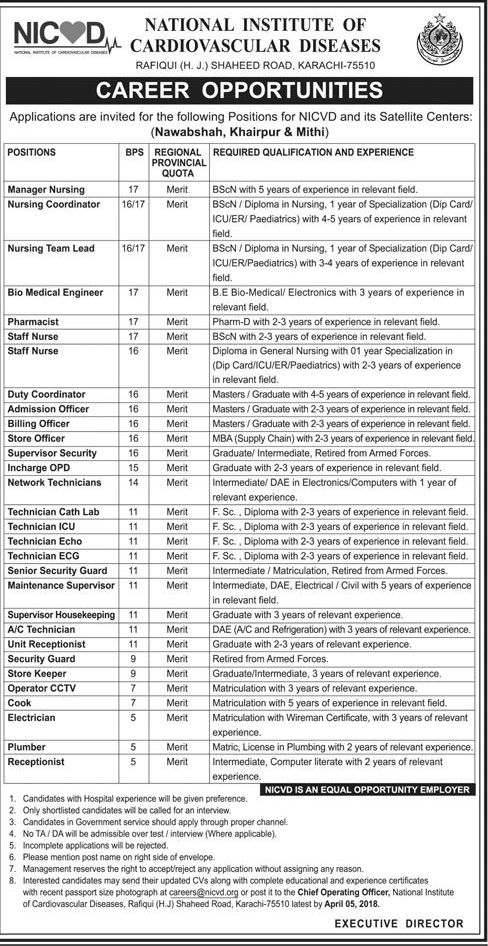 NICVD
NATIONAL INSTITUTE OF CARDIOVASCULAR DISEASES
NATIONAL INSTITUTE OF
CARDIOVASCULAR DISEASES
RAFIQUI (H. J.) SHAHEED ROAD, KARACHI-75510
CAREER OPPORTUNITIES
Applications are invited for the following Positions for NICVD and its Satellite Centers:
(Nawabshah, Khairpur & Mithi)
POSITIONS BPS REGIONAL PROVINCIAL QUOTA REQUIRED QUALIFICATION AND EXPERIENCE
Manager Nursing 17 Merit BScN with 5 years of experience in relevant field.
Nursing Coordinator 16/17 Merit BScN / Diploma in Nursing, 1 year of Specialization (Dip Card/
ICU/ER/ Paediatrics) with 4-5 years of experience in relevant
field.
Nursing Team Lead 16/17 Merit BScN / Diploma in Nursing, 1 year of Specialization (Dip Card/
ICU/ER/Paediatrics) with 3-4 years of experience in relevant
field.
Bio Medical Engineer 17 Merit B.E Bio-Medical/ Electronics with 3 years of experience in
relevant field.
Pharmacist 17 Merit Pharm-D with 2-3 years of experience in relevant field.
Staff Nurse 17 Merit BScN with 2-3 years of experience in relevant field.
Staff Nurse 16 Merit Diploma in General Nursing with 01 year Specialization in
(Dip Card/ICU/ER/Paediatrics) with 2-3 years of experience
in relevant field.
Duty Coordinator 16 Merit Masters / Graduate with 4-5 years of experience in relevant field.
Admission Officer 16 Merit Masters / Graduate with 2-3 years of experience in relevant field.
Billing Officer 16 Merit Masters / Graduate with 2-3 years of experience in relevant field.
Store Officer 16 Merit MBA (Supply Chain) with 2-3 years of experience in relevant field.
Supervisor Security 16 Merit Graduate/ Intermediate, Retired from Armed Forces.
Incharge OPD 15 Merit Graduate with 2-3 years of experience in relevant field.
Network Technicians 14 Merit Intermediate/ DAE in Electronics/Computers with 1 year of
relevant experience.
Technician Cath Lab 11 Merit F. Sc. , Diploma with 2-3 years of experience in relevant field.
Technician ICU 11 Merit F. Sc. , Diploma with 2-3 years of experience in relevant field.
Technician Echo 11 Merit F. Sc. , Diploma with 2-3 years of experience in relevant field.
Technician ECG 11 Merit F. Sc. , Diploma with 2-3 years of experience in relevant field.
Senior Security Guard 11 Merit Intermediate / Matriculation, Retired from Armed Forces.
Maintenance Supervisor 11 Merit Intermediate, DAE, Electrical / Civil with 5 years of experience
in relevant field.
Supervisor Housekeeping 11 Merit Graduate with 3 years of relevant experience.
A/C Technician 11 Merit DAE (A/C and Refrigeration) with 3 years of relevant experience.
Unit Receptionist 11 Merit Graduate with 2-3 years of experience in relevant field.
Security Guard 9 Merit Retired from Armed Forces.
Store Keeper 9 Merit Graduate/Intermediate, 3 years of relevant experience.
Operator CCTV 7 Merit Matriculation with 3 years of relevant experience.
Cook 7 Merit Matriculation with 5 years of experience in relevant field.
Electrician 5 Merit Matriculation with Wireman Certificate, with 3 years of relevant
experience.
Plumber 5 Merit Matric, License in Plumbing with 2 years of relevant experience.
Receptionist 5 Merit Intermediate, Computer literate with 2 years of relevant
experience.
NICVD IS AN EQUAL OPPORTUNITY EMPLOYER
1. Candidates with Hospital experience will be given preference.
2. Only shortlisted candidates will be called for an interview.
3. Candidates in Government service should apply through proper channel.
4. No TA / DA will be admissible over test / interview (Where applicable).
5. Incomplete applications will be rejected.
6. Please mention post name on right side of envelope.
7. Management reserves the right to accept/reject any application without assigning any reason.
8. Interested candidates may send their updated CVs along with complete educational and experience certificates
with recent passport size photograph at careers@nicvd.org or post it to the Chief Operating Officer, National Institute
of Cardiovascular Diseases, Rafiqui (H.J) Shaheed Road, Karachi-75510 latest by April 05, 2018.
EXECUTIVE DIRECTOR